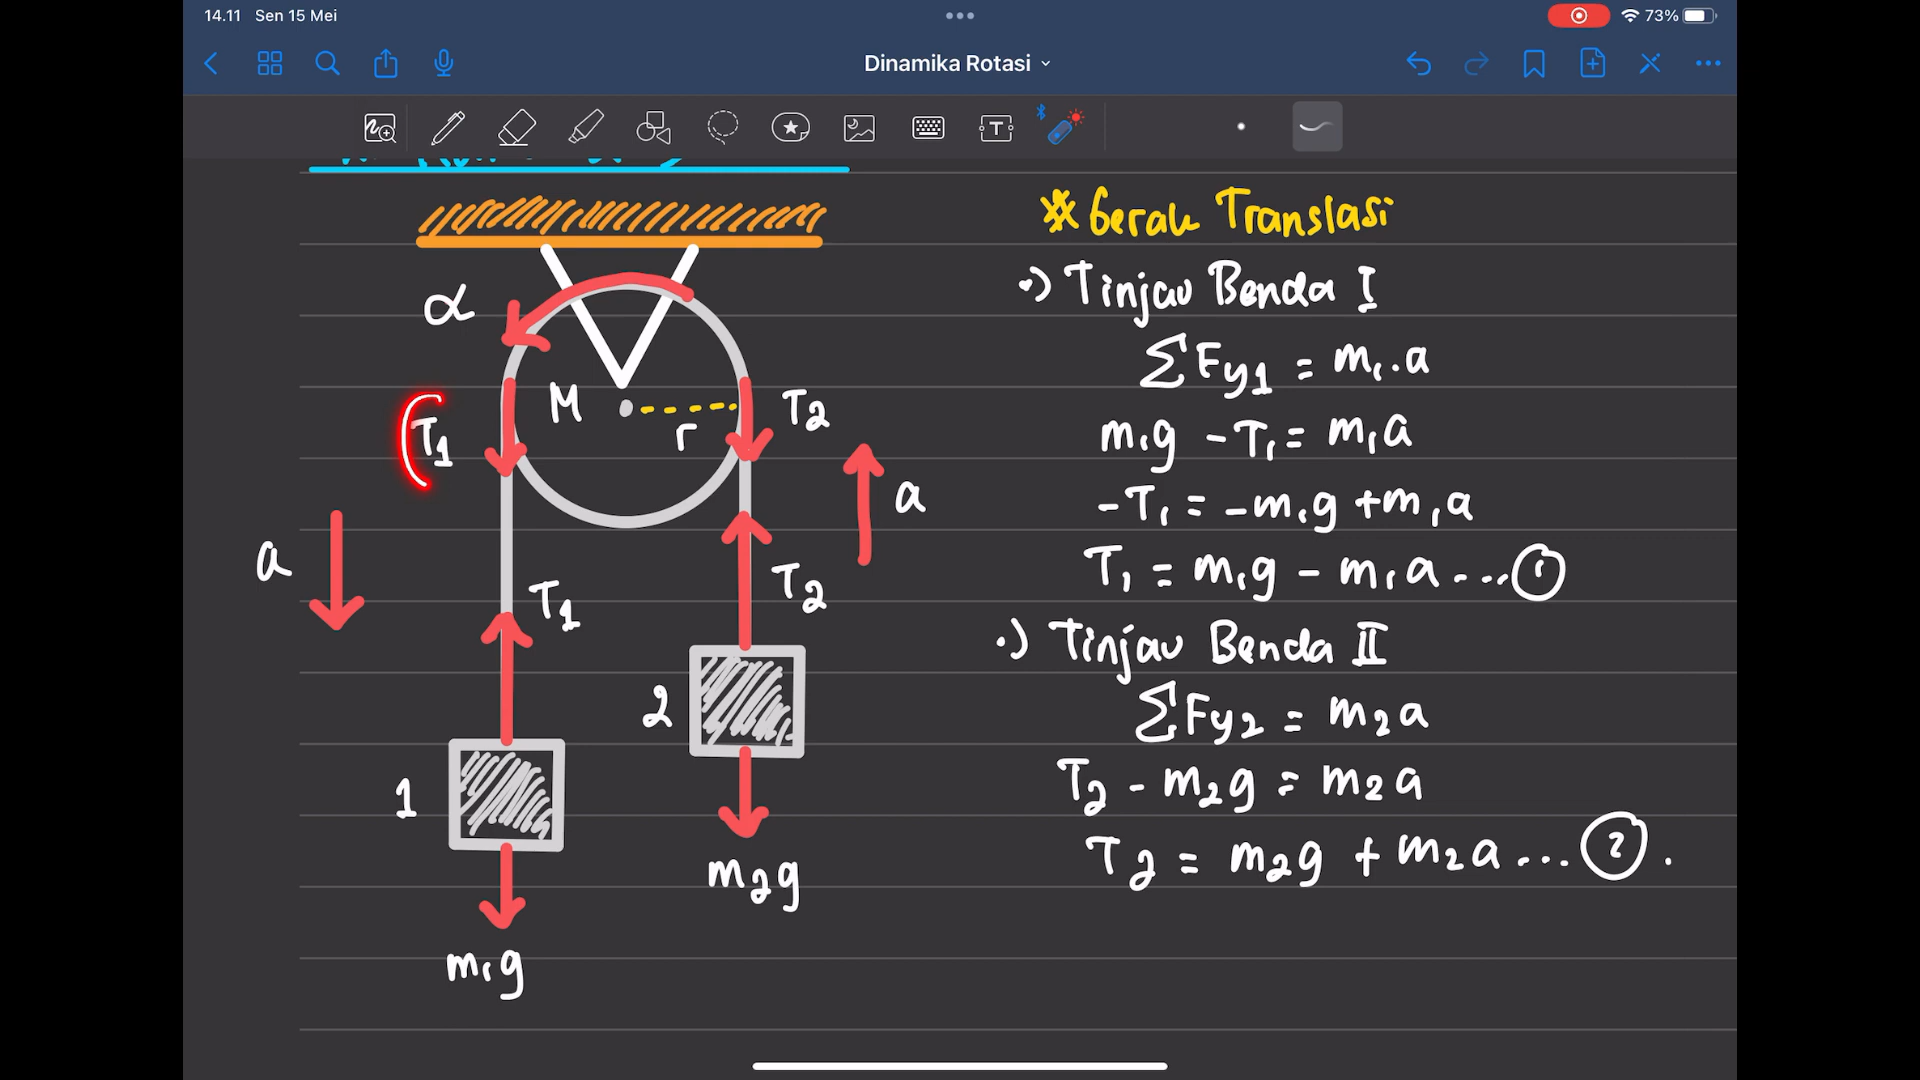 14.11 Sen 15 Mei
73%
Dinamika Rotasi
T
α
M
r
T1
T2
a
a
T1
T2
2
1
m2g
m1g
* Gerak Translasi
•) Tinjau Benda I
ΣFy1 = m1.a
m1g - T1 = m1a
-T1 = -m1g + m1a
T1 = m1g - m1a ... ①
•) Tinjau Benda II
ΣFy2 = m2a
T2 - m2g = m2a
T2 = m2g + m2a ... ② .